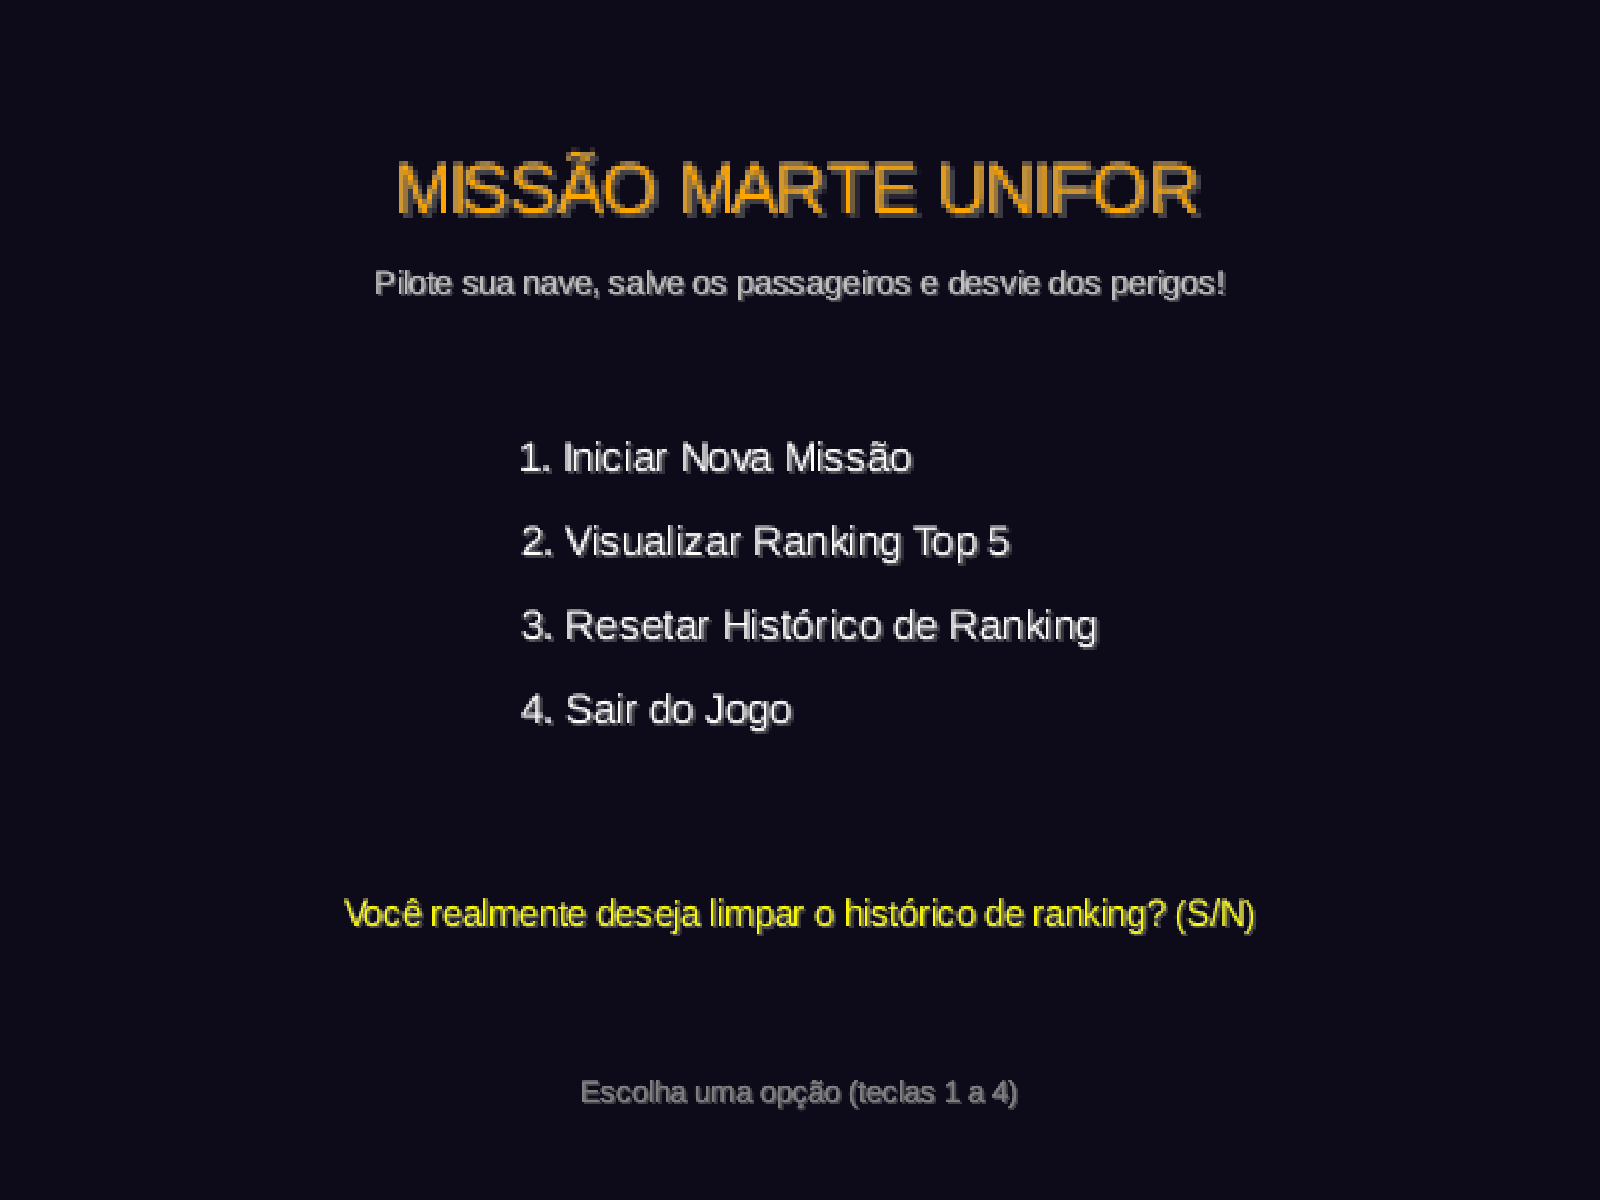 MISSÃO MARTE UNIFOR
Pilote sua nave, salve os passageiros e desvie dos perigos!
1. Iniciar Nova Missão
2. Visualizar Ranking Top 5
3. Resetar Histórico de Ranking
4. Sair do Jogo
Você realmente deseja limpar o histórico de ranking? (S/N)
Escolha uma opção (teclas 1 a 4)